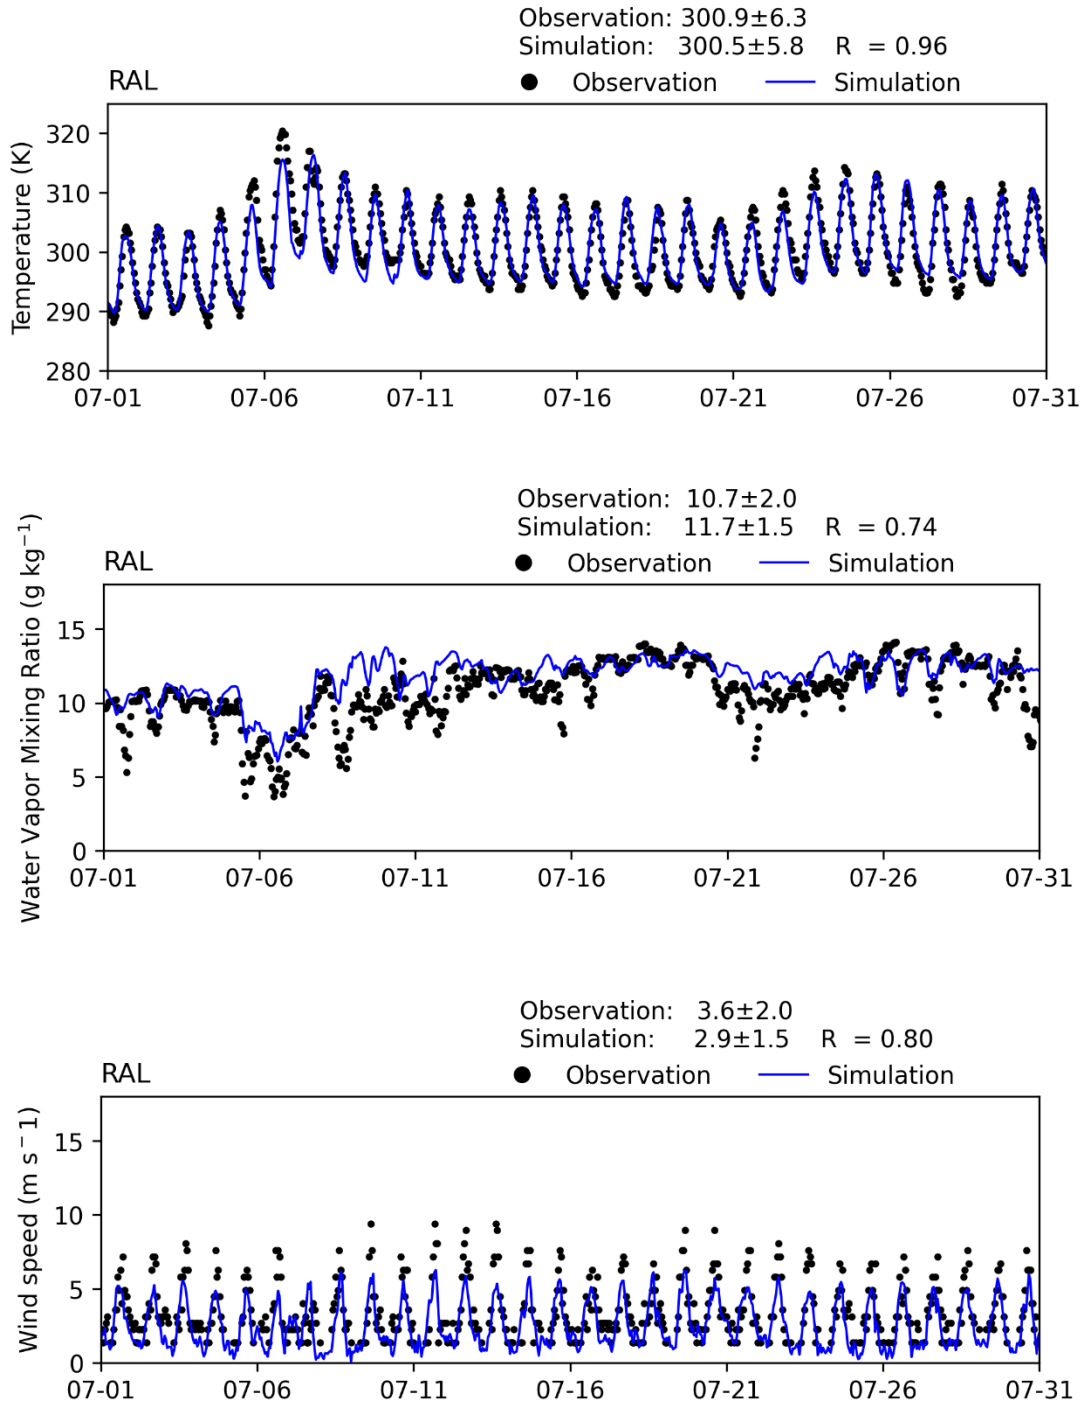 Observation: 300.9±6.3
Simulation: 300.5±5.8 R = 0.96
RAL
Observation Simulation
Temperature (K)
320
310
300
290
280
07-01 07-06 07-11 07-16 07-21 07-26 07-31
Observation: 10.7±2.0
Simulation: 11.7±1.5 R = 0.74
RAL
Observation Simulation
Water Vapor Mixing Ratio (g kg⁻¹)
15
10
5
0
07-01 07-06 07-11 07-16 07-21 07-26 07-31
Observation: 3.6±2.0
Simulation: 2.9±1.5 R = 0.80
RAL
Observation Simulation
Wind speed (m s⁻1)
15
10
5
0
07-01 07-06 07-11 07-16 07-21 07-26 07-31